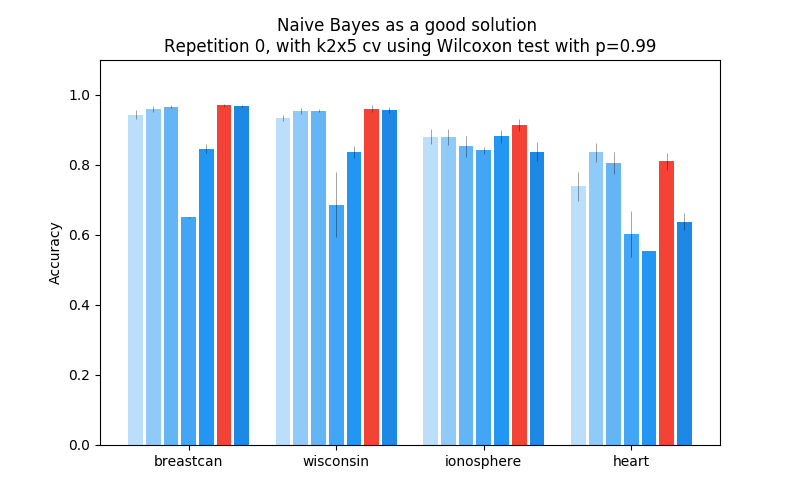 Naive Bayes as a good solution
Repetition 0, with k2x5 cv using Wilcoxon test with p=0.99
Accuracy
1.0
0.8
0.6
0.4
0.2
0.0
breastcan wisconsin ionosphere heart